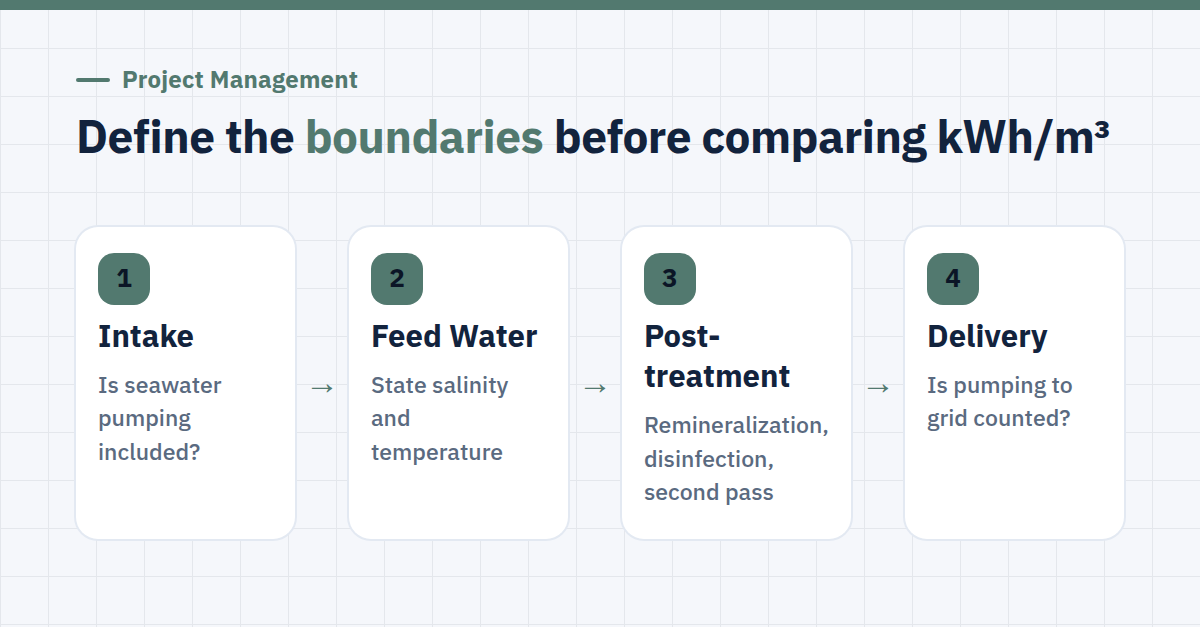 Project Management
Define the boundaries before comparing kWh/m³
1
Intake
Is seawater
pumping
included?
→
2
Feed Water
State salinity
and
temperature
→
3
Post-
treatment
Remineralization,
disinfection,
second pass
→
4
Delivery
Is pumping to
grid counted?